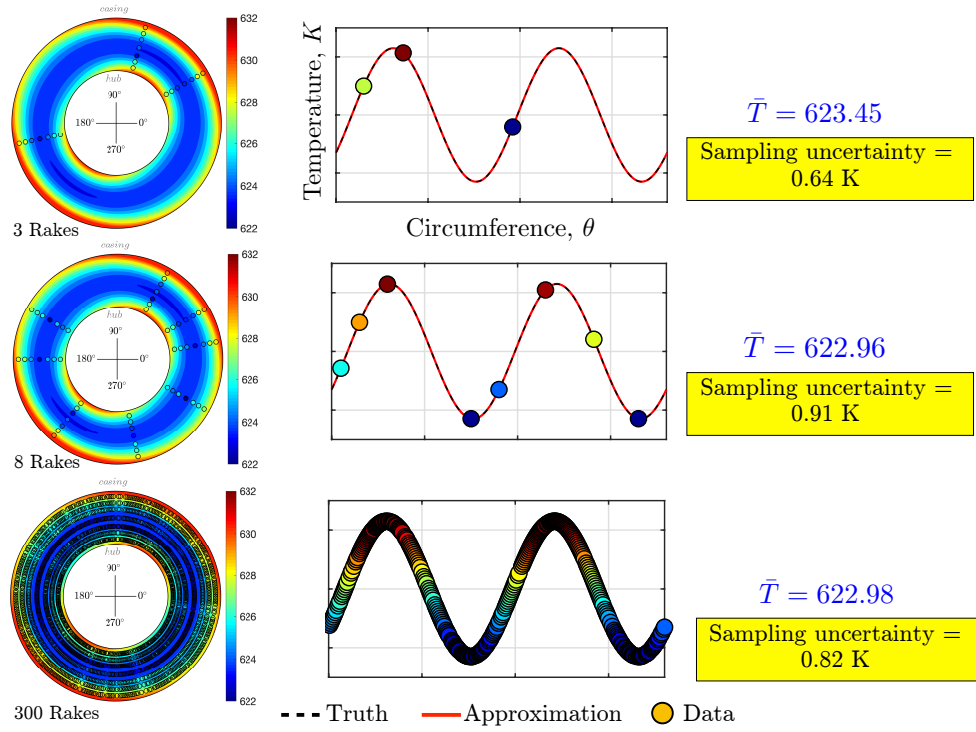 632
630
628
626
624
622
hub
90°
180°
0°
270°
casing
3 Rakes
Temperature, K
Circumference, θ
T̄ = 623.45
Sampling uncertainty =
0.64 K
632
630
628
626
624
622
hub
90°
180°
0°
270°
casing
8 Rakes
T̄ = 622.96
Sampling uncertainty =
0.91 K
632
630
628
626
624
622
hub
90°
180°
0°
270°
300 Rakes
T̄ = 622.98
Sampling uncertainty =
0.82 K
Truth
Approximation
Data